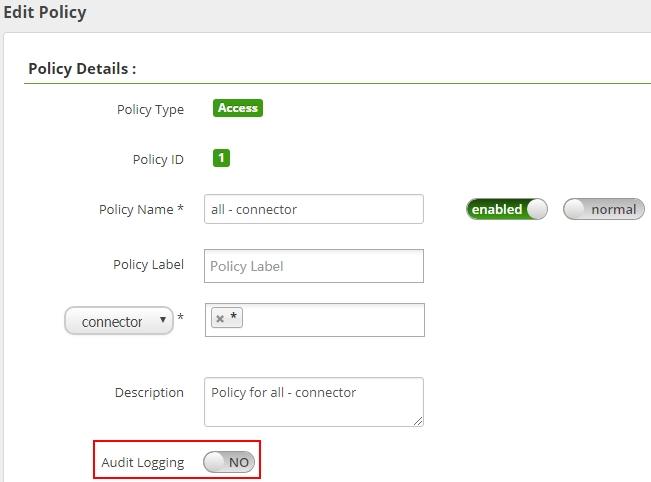 Edit Policy
Policy Details :
Policy Type Access
Policy ID 1
Policy Name * all - connector enabled normal
Policy Label Policy Label
connector ▼ * × *
Description Policy for all - connector
Audit Logging NO